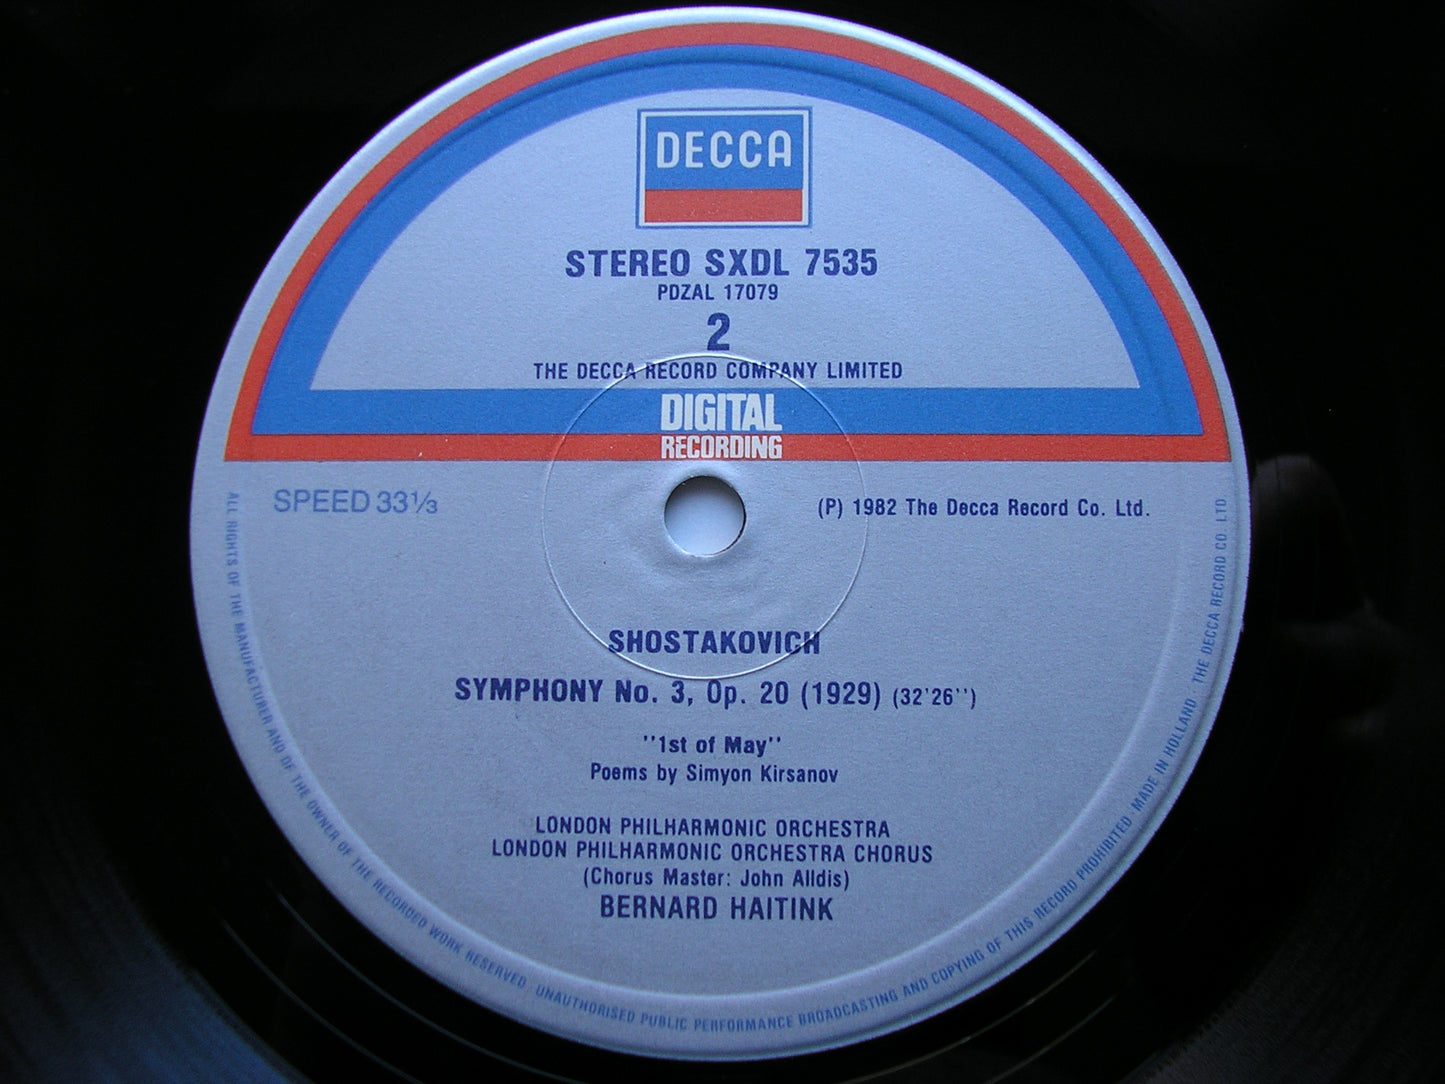 DECCA
STEREO SXDL 7535
PDZAL 17079
2
THE DECCA RECORD COMPANY LIMITED
DIGITAL
RECORDING
SPEED 33⅓
(P) 1982 The Decca Record Co. Ltd.
SHOSTAKOVICH
SYMPHONY No. 3, Op. 20 (1929) (32'26'')
''1st of May''
Poems by Simyon Kirsanov
LONDON PHILHARMONIC ORCHESTRA
LONDON PHILHARMONIC ORCHESTRA CHORUS
(Chorus Master: John Alldis)
BERNARD HAITINK
ALL RIGHTS OF THE MANUFACTURER AND OF THE OWNER OF THE RECORDED WORK RESERVED · UNAUTHORISED PUBLIC PERFORMANCE BROADCASTING AND COPYING OF THIS RECORD PROHIBITED · MADE IN HOLLAND · THE DECCA RECORD CO. LTD